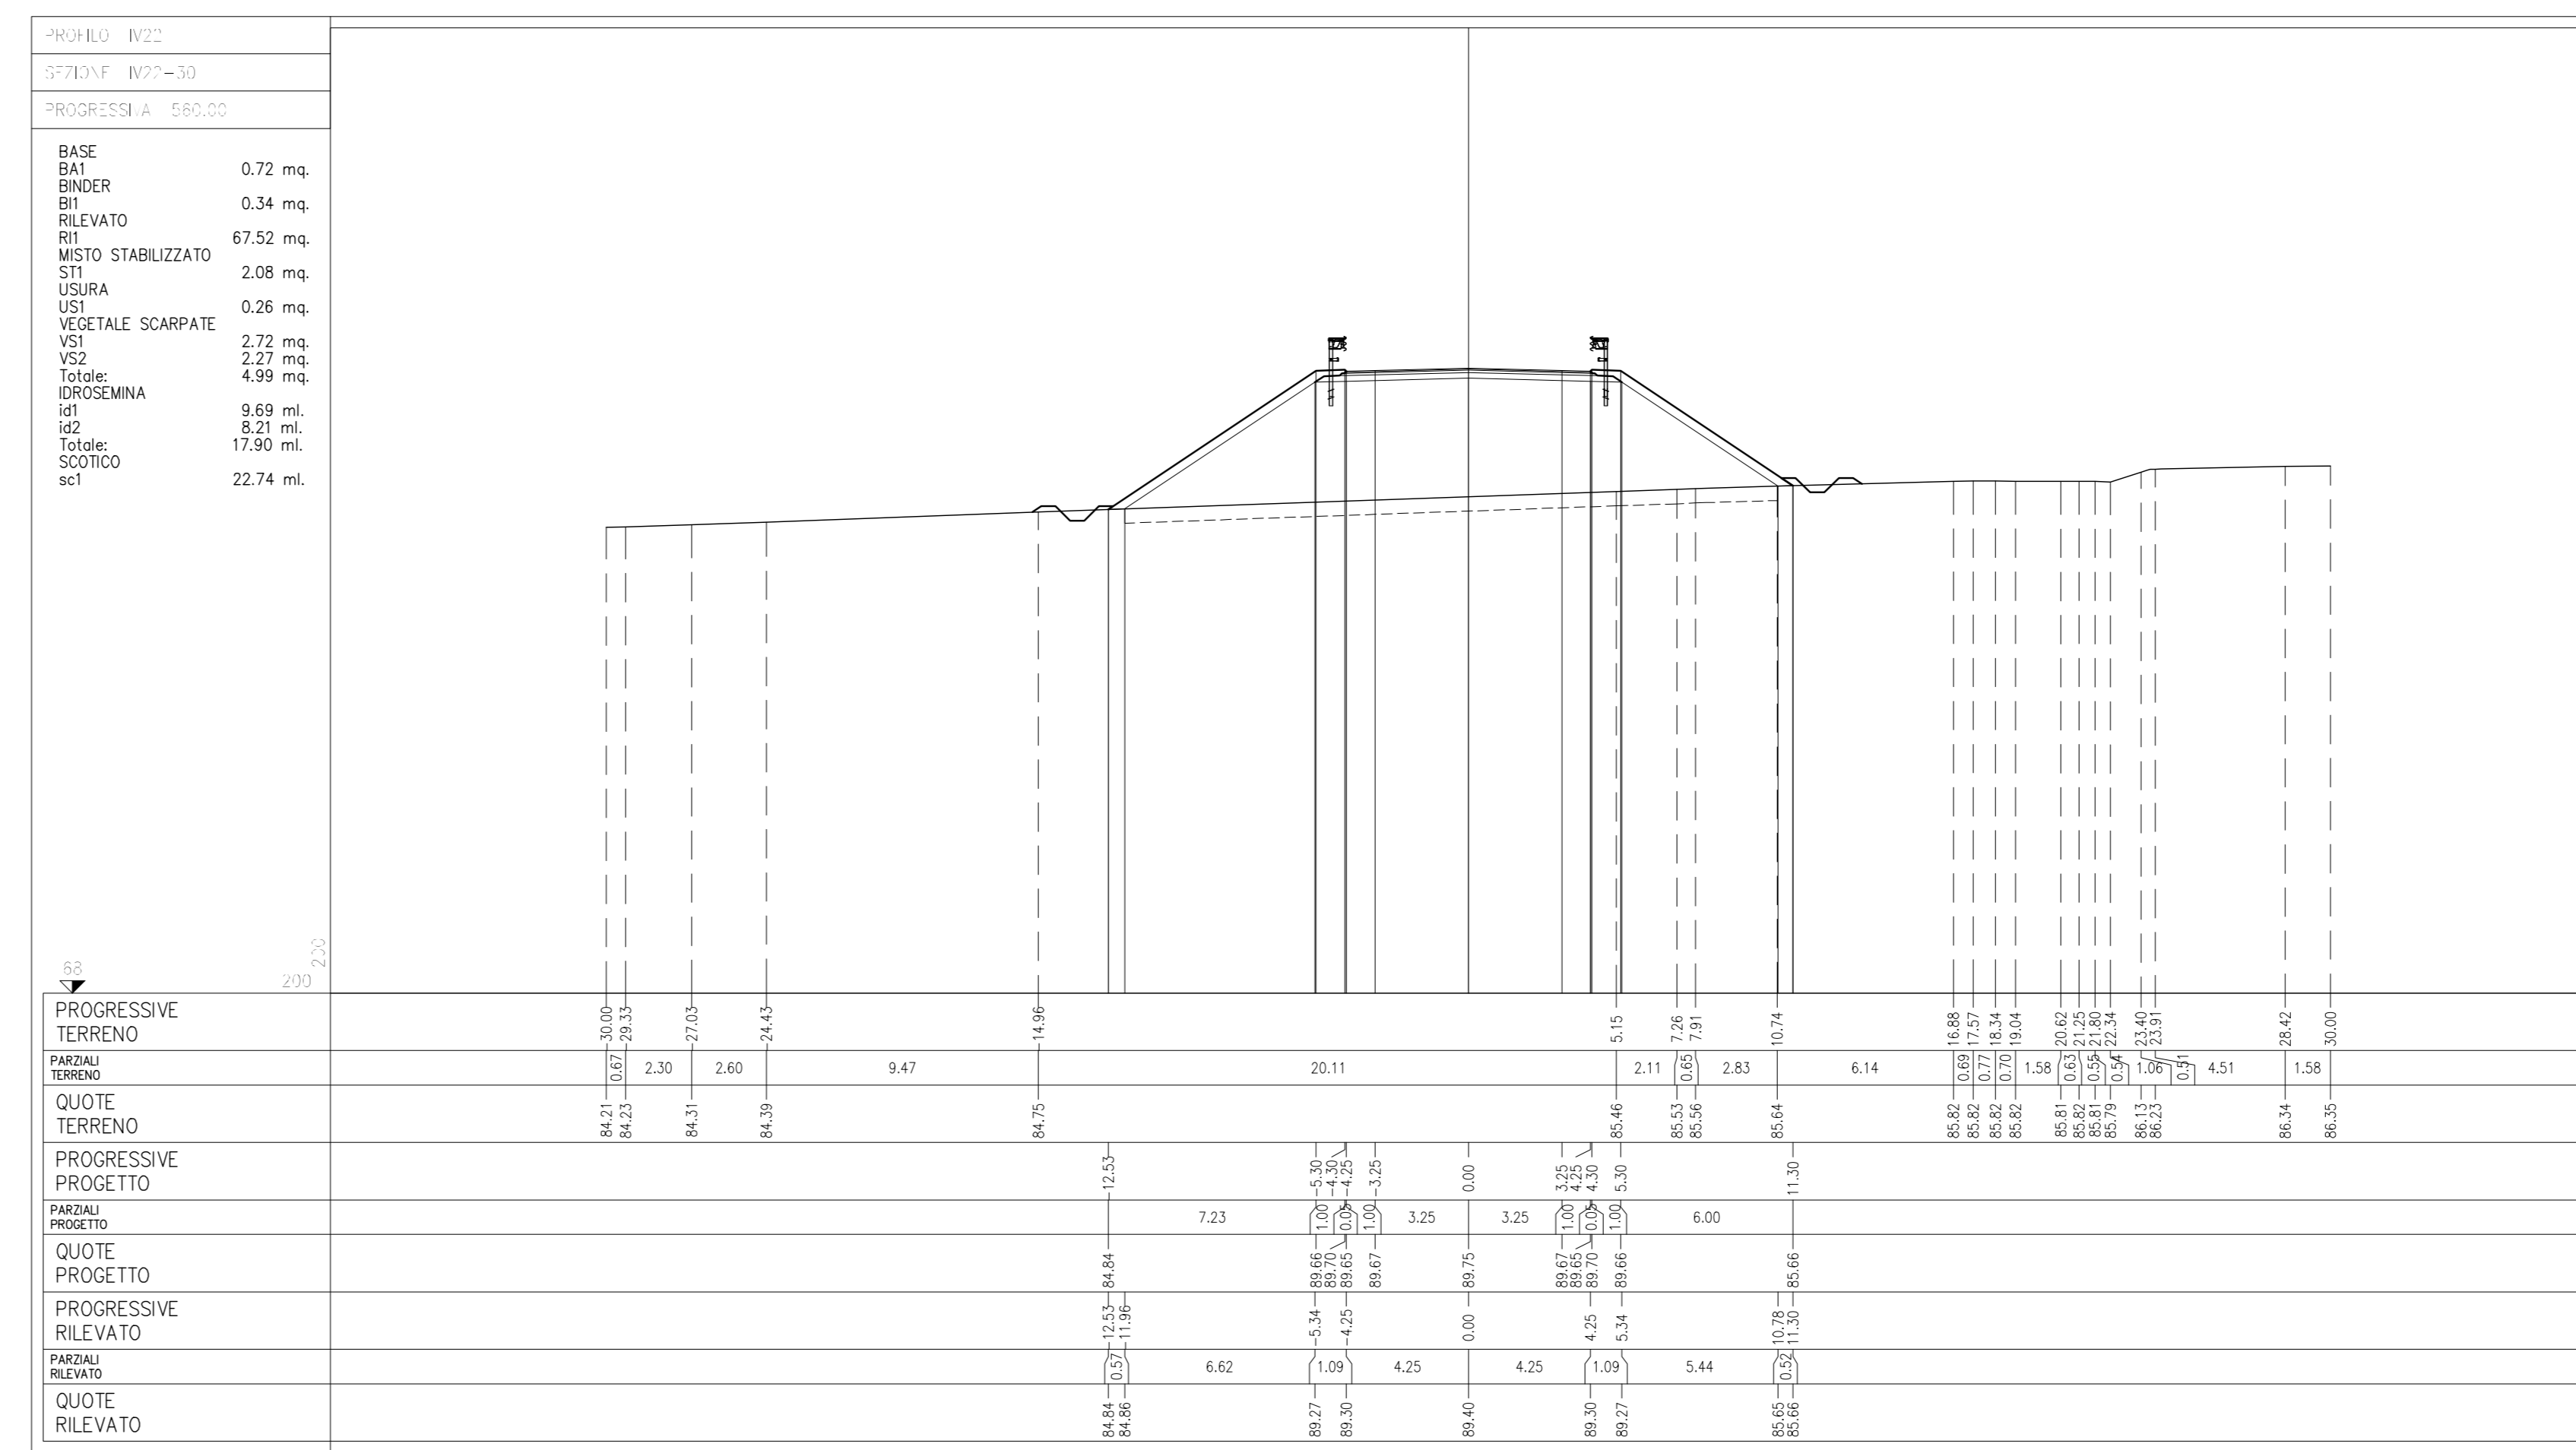 PROFILO IV22
SEZIONE IV22-30
PROGRESSIVA 560.00
BASE
BA1 0.72 mq.
BINDER
BI1 0.34 mq.
RILEVATO
RI1 67.52 mq.
MISTO STABILIZZATO
ST1 2.08 mq.
USURA
US1 0.26 mq.
VEGETALE SCARPATE
VS1 2.72 mq.
VS2 2.27 mq.
Totale: 4.99 mq.
IDROSEMINA
id1 9.69 ml.
id2 8.21 ml.
Totale: 17.90 ml.
SCOTICO
sc1 22.74 ml.
68
200
200
PROGRESSIVE
TERRENO
-30.00 -29.33 -27.03 -24.43 -14.96 5.15 7.26 7.91 10.74 16.88 17.57 18.34 19.04 20.62 21.25 21.80 22.34 23.40 23.91 28.42 30.00
PARZIALI
TERRENO
0.67 2.30 2.60 9.47 20.11 2.11 0.65 2.83 6.14 0.69 0.77 0.70 1.58 0.63 0.55 0.54 1.06 0.51 4.51 1.58
QUOTE
TERRENO
84.21 84.23 84.31 84.39 84.75 85.46 85.53 85.56 85.64 85.82 85.82 85.82 85.82 85.81 85.82 85.81 85.79 86.13 86.23 86.34 86.35
PROGRESSIVE
PROGETTO
-12.53 -5.30 -4.30 -4.25 -3.25 0.00 3.25 4.25 4.30 5.30 11.30
PARZIALI
PROGETTO
7.23 1.00 0.05 1.00 3.25 3.25 1.00 0.05 1.00 6.00
QUOTE
PROGETTO
84.84 89.66 89.70 89.65 89.67 89.75 89.67 89.65 89.70 89.66 85.66
PROGRESSIVE
RILEVATO
-12.53 -11.96 -5.34 -4.25 0.00 4.25 5.34 10.78 11.30
PARZIALI
RILEVATO
0.57 6.62 1.09 4.25 4.25 1.09 5.44 0.52
QUOTE
RILEVATO
84.84 84.86 89.27 89.30 89.40 89.30 89.27 85.65 85.66